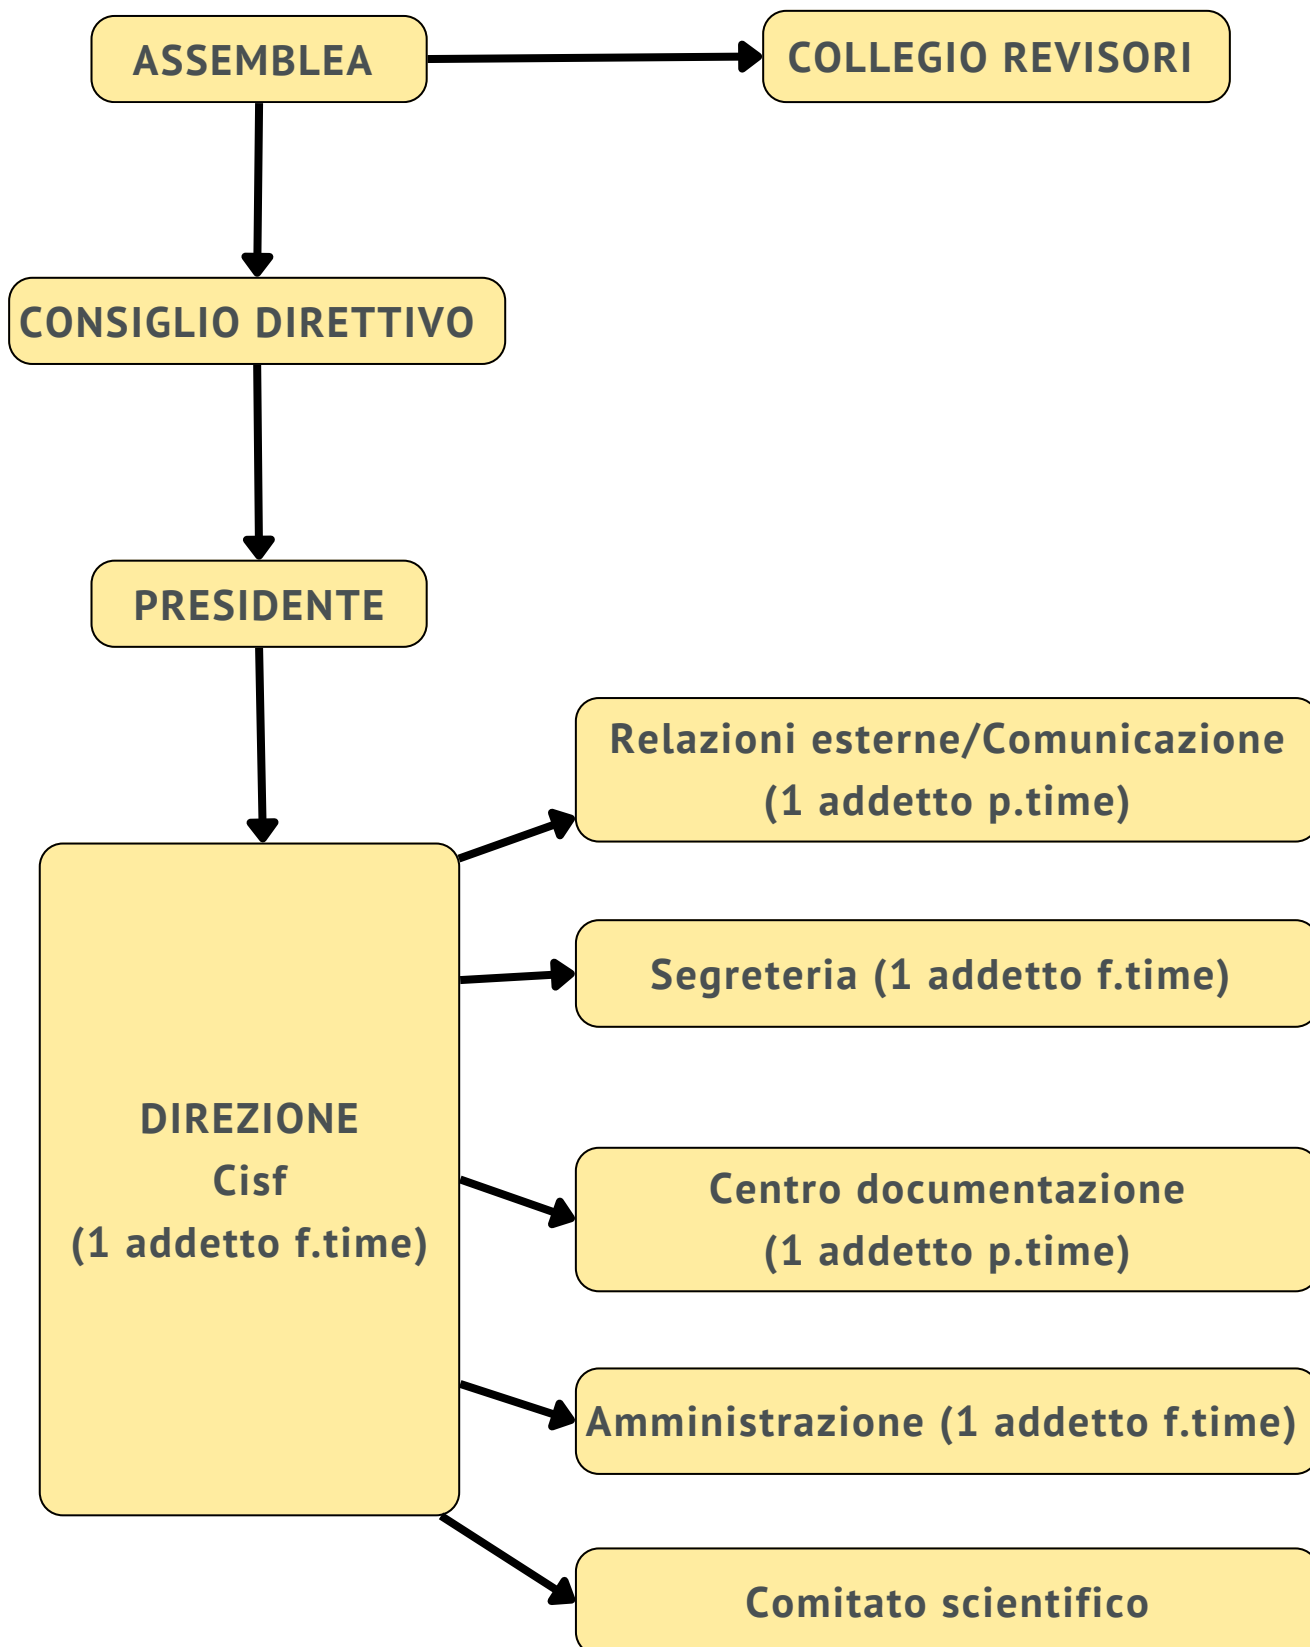 ASSEMBLEA
COLLEGIO REVISORI
CONSIGLIO DIRETTIVO
PRESIDENTE
Relazioni esterne/Comunicazione
(1 addetto p.time)
Segreteria (1 addetto f.time)
DIREZIONE
Cisf
(1 addetto f.time)
Centro documentazione
(1 addetto p.time)
Amministrazione (1 addetto f.time)
Comitato scientifico